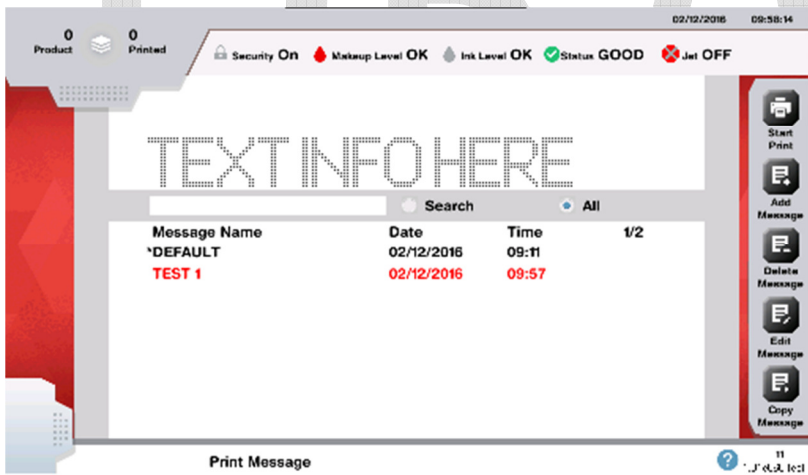 02/12/2016 09:58:14
0 Product 0 Printed
Security On Makeup Level OK Ink Level OK Status GOOD Jet OFF
TEXT INFO HERE
Search All
Message Name Date Time 1/2
*DEFAULT 02/12/2016 09:11
TEST 1 02/12/2016 09:57
Start
Print
Add
Message
Delete
Message
Edit
Message
Copy
Message
Print Message
?
11